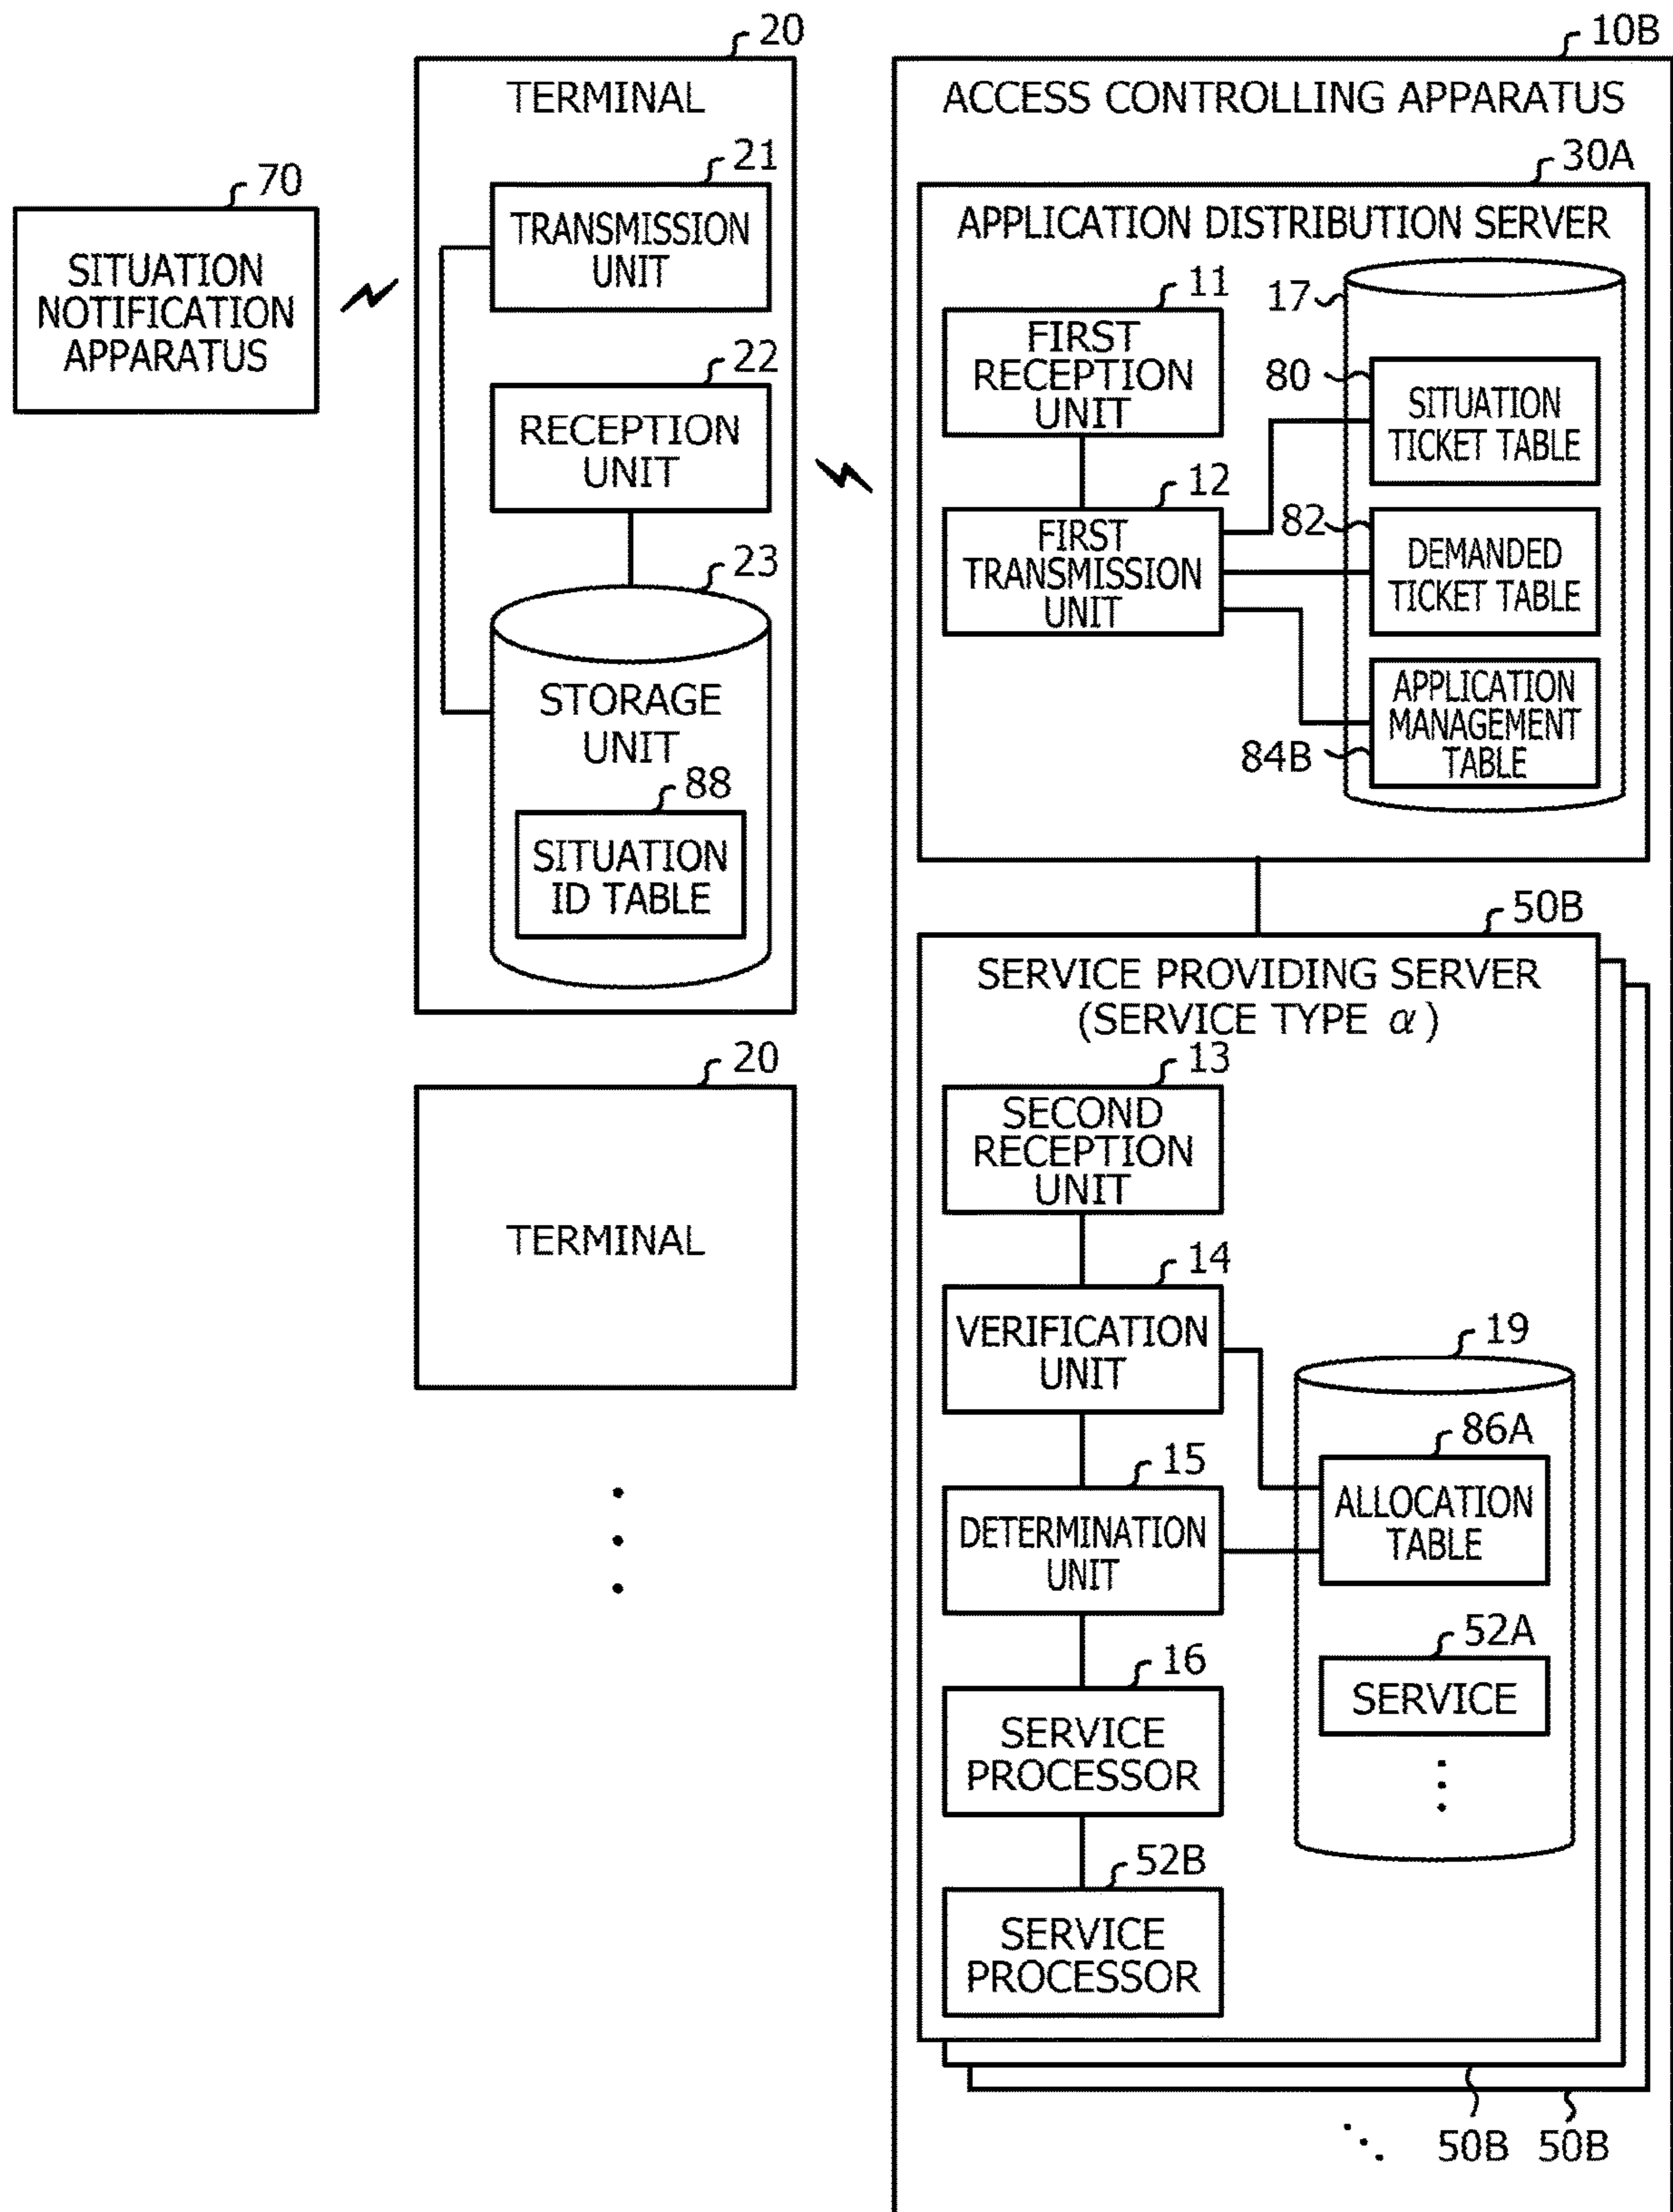 70
SITUATION
NOTIFICATION
APPARATUS
20
TERMINAL
21
TRANSMISSION
UNIT
22
RECEPTION
UNIT
23
STORAGE
UNIT
88
SITUATION
ID TABLE
20
TERMINAL
10B
ACCESS CONTROLLING APPARATUS
30A
APPLICATION DISTRIBUTION SERVER
11
FIRST
RECEPTION
UNIT
12
FIRST
TRANSMISSION
UNIT
17
80
SITUATION
TICKET TABLE
82
DEMANDED
TICKET TABLE
84B
APPLICATION
MANAGEMENT
TABLE
50B
SERVICE PROVIDING SERVER
(SERVICE TYPE α)
13
SECOND
RECEPTION
UNIT
14
VERIFICATION
UNIT
15
DETERMINATION
UNIT
16
SERVICE
PROCESSOR
52B
SERVICE
PROCESSOR
19
86A
ALLOCATION
TABLE
52A
SERVICE
50B
50B